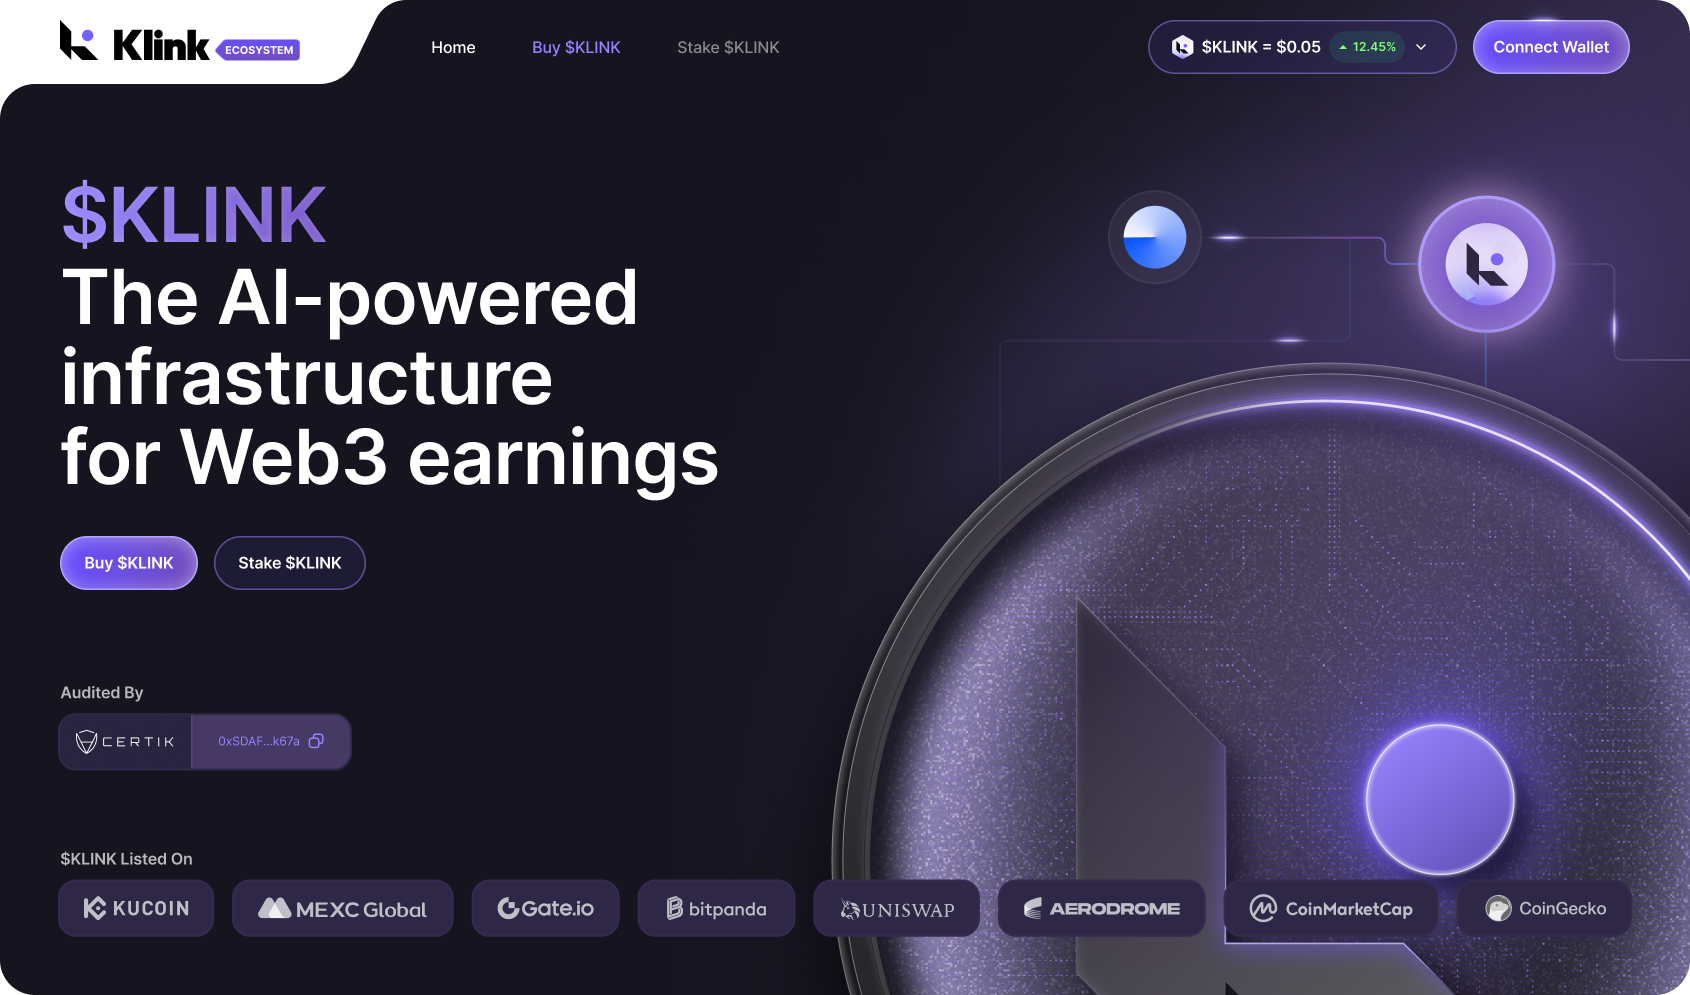 Klink
ECOSYSTEM
Home
Buy $KLINK
Stake $KLINK
$KLINK = $0.05
12.45%
Connect Wallet
$KLINK
The AI-powered
infrastructure
for Web3 earnings
Buy $KLINK
Stake $KLINK
Audited By
CERTIK
0xSDAF...k67a
$KLINK Listed On
KUCOIN
MEXC Global
Gate.io
bitpanda
UNISWAP
AERODROME
CoinMarketCap
CoinGecko